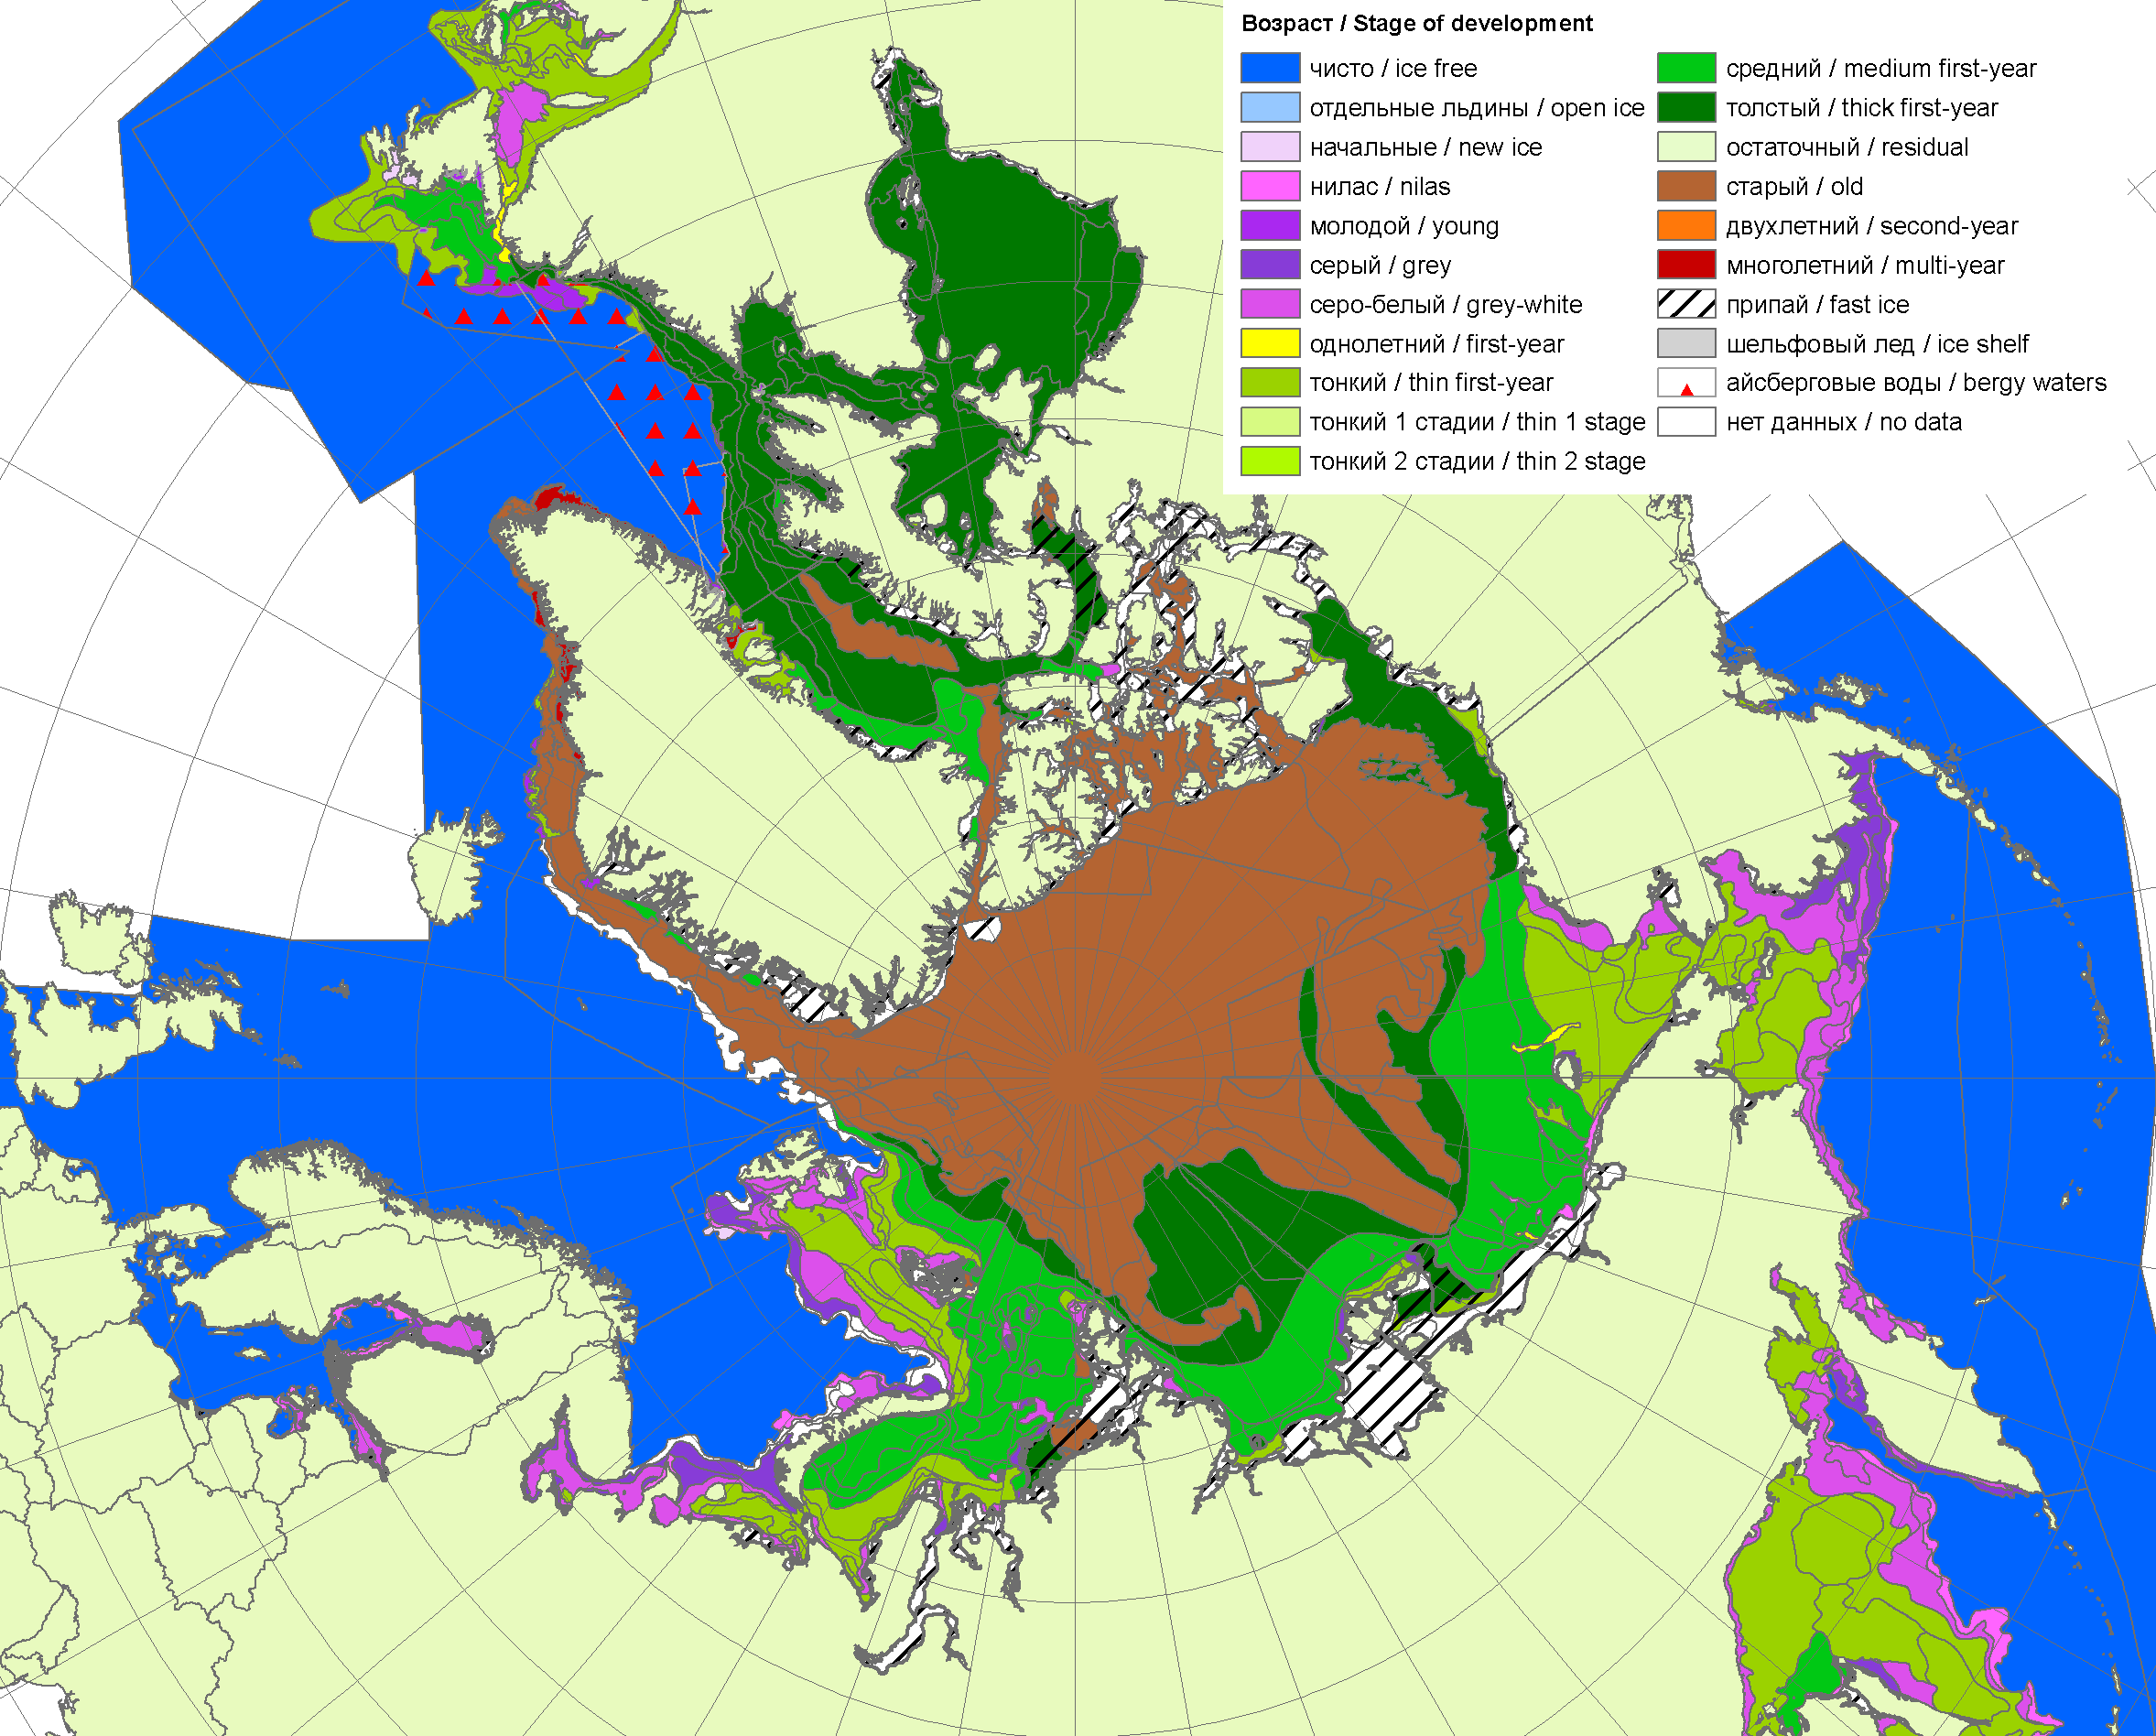 Возраст / Stage of development
чисто / ice free
отдельные льдины / open ice
начальные / new ice
нилас / nilas
молодой / young
серый / grey
серо-белый / grey-white
однолетний / first-year
тонкий / thin first-year
тонкий 1 стадии / thin 1 stage
тонкий 2 стадии / thin 2 stage
средний / medium first-year
толстый / thick first-year
остаточный / residual
старый / old
двухлетний / second-year
многолетний / multi-year
припай / fast ice
шельфовый лед / ice shelf
айсберговые воды / bergy waters
нет данных / no data